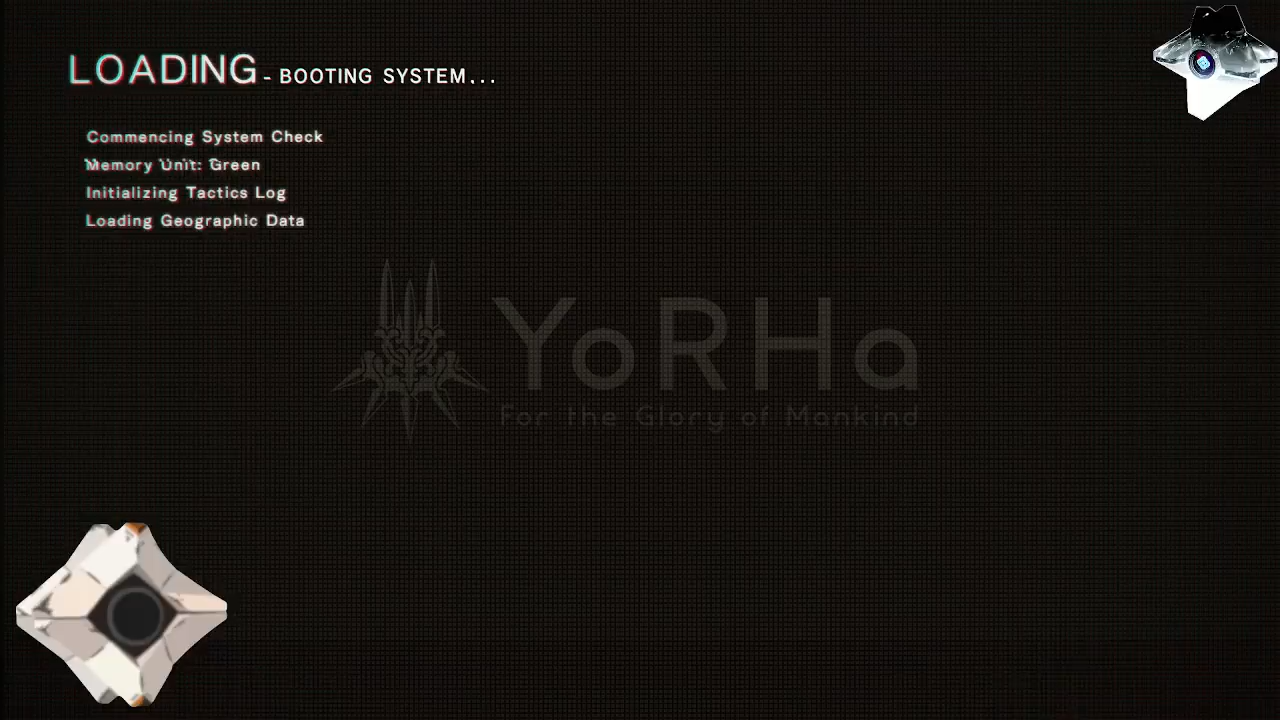 LOADING - BOOTING SYSTEM...
Commencing System Check
Memory Unit: Green
Initializing Tactics Log
Loading Geographic Data
YoRHa
For the Glory of Mankind